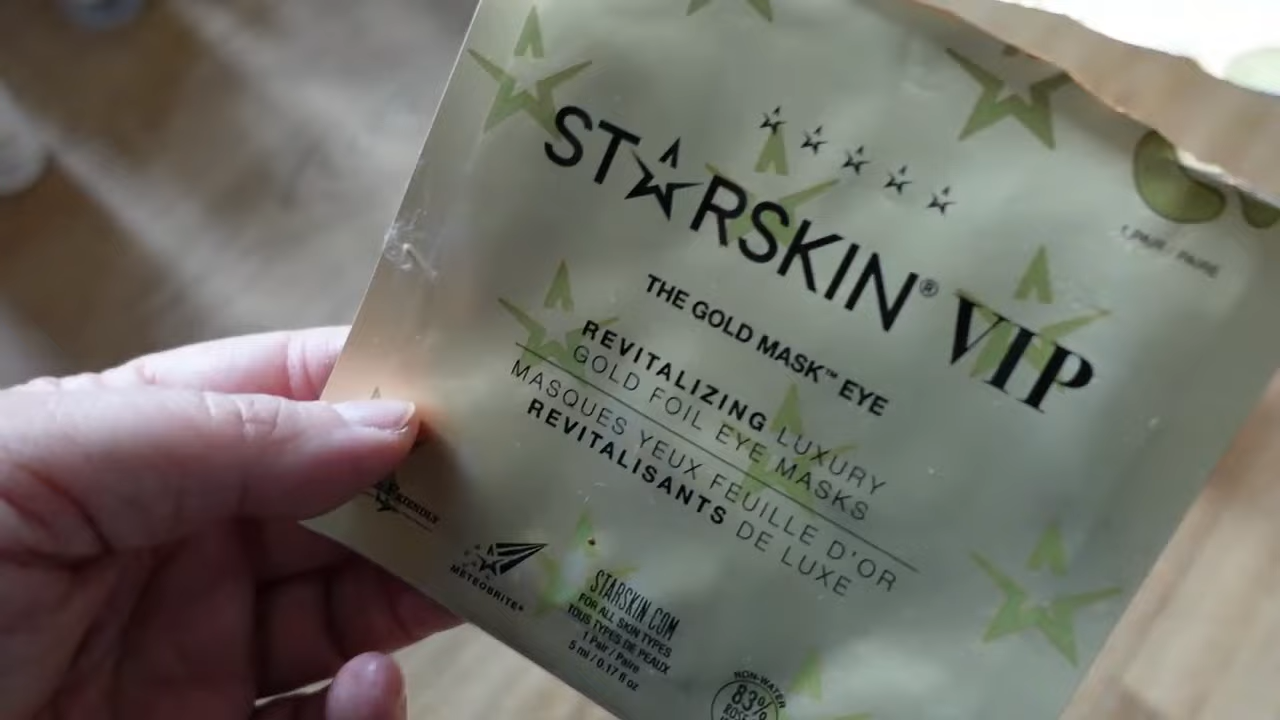 STARSKIN® VIP
1 PAIR / PAIRE
THE GOLD MASK™ EYE
REVITALIZING LUXURY
GOLD FOIL EYE MASKS
MASQUES YEUX FEUILLE D'OR
REVITALISANTS DE LUXE
METEOBRITE®
STARSKIN.COM
FOR ALL SKIN TYPES
TOUS TYPES DE PEAUX
1 Pair / Paire
5 ml / 0.17 fl oz
NON-WATER
83%